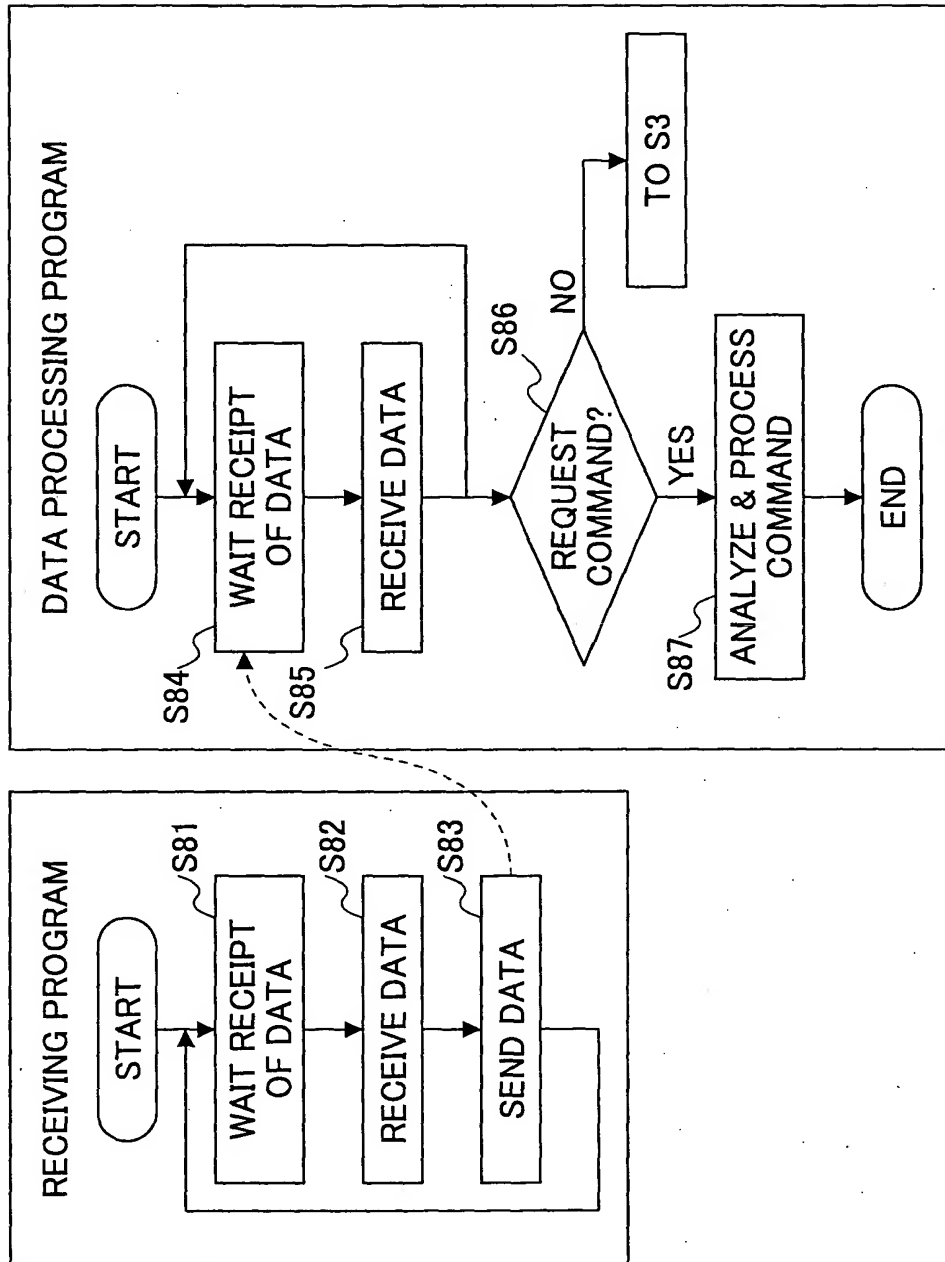 RECEIVING PROGRAM
START
S81
WAIT RECEIPT
OF DATA
S82
RECEIVE DATA
S83
SEND DATA
DATA PROCESSING PROGRAM
START
S84
WAIT RECEIPT
OF DATA
S85
RECEIVE DATA
S86
REQUEST
COMMAND?
NO
TO S3
YES
S87
ANALYZE & PROCESS
COMMAND
END